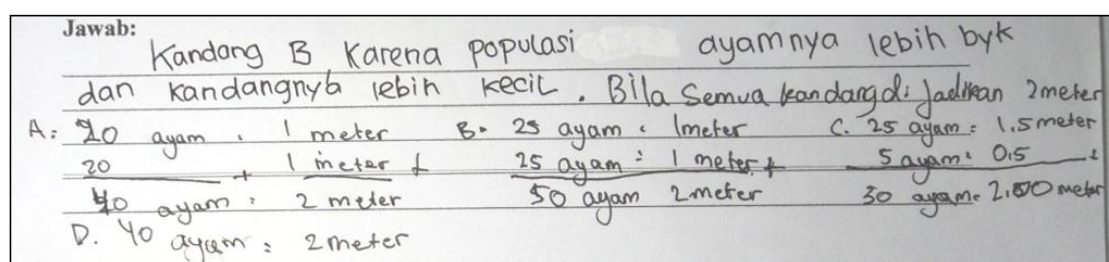 Jawab:
Kandang B Karena populasi ayamnya lebih byk
dan kandangnya lebih kecil. Bila Semua kandang di jadikan 2meter
A: 20 ayam : 1 meter B. 25 ayam : 1meter C. 25 ayam = 1.5 meter
20 + 1 meter + 25 ayam = 1 meter + 5 ayam = 0.5 +
40 ayam : 2 meter 50 ayam 2meter 30 ayam = 2.00 meter
D. 40 ayam : 2meter